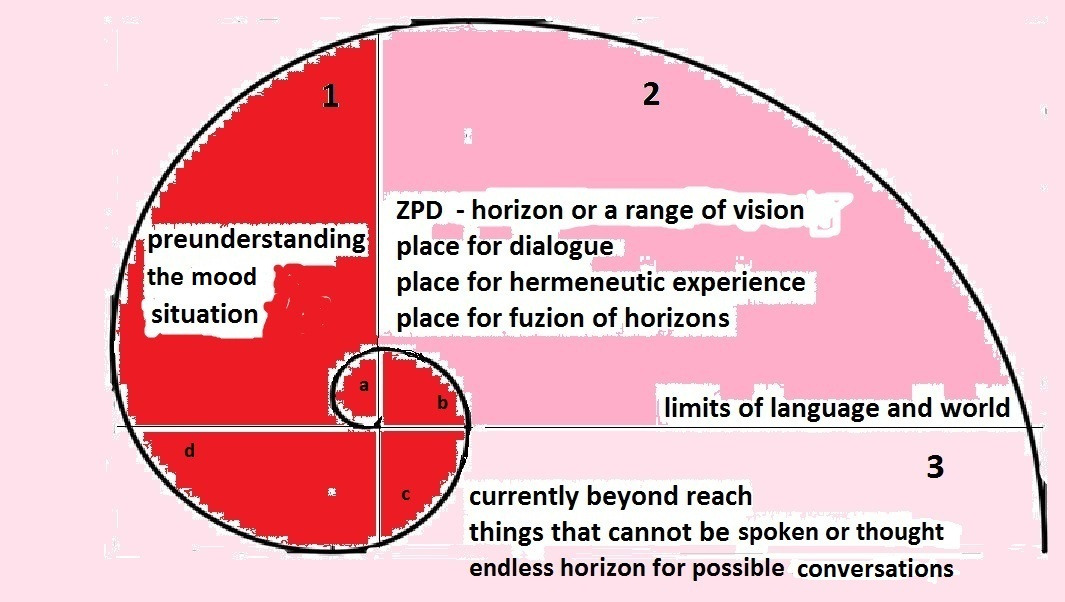 1
2
preunderstanding
the mood
situation
ZPD - horizon or a range of vision
place for dialogue
place for hermeneutic experience
place for fuzion of horizons
a
b
limits of language and world
d
c
3
currently beyond reach
things that cannot be spoken or thought
endless horizon for possible conversations